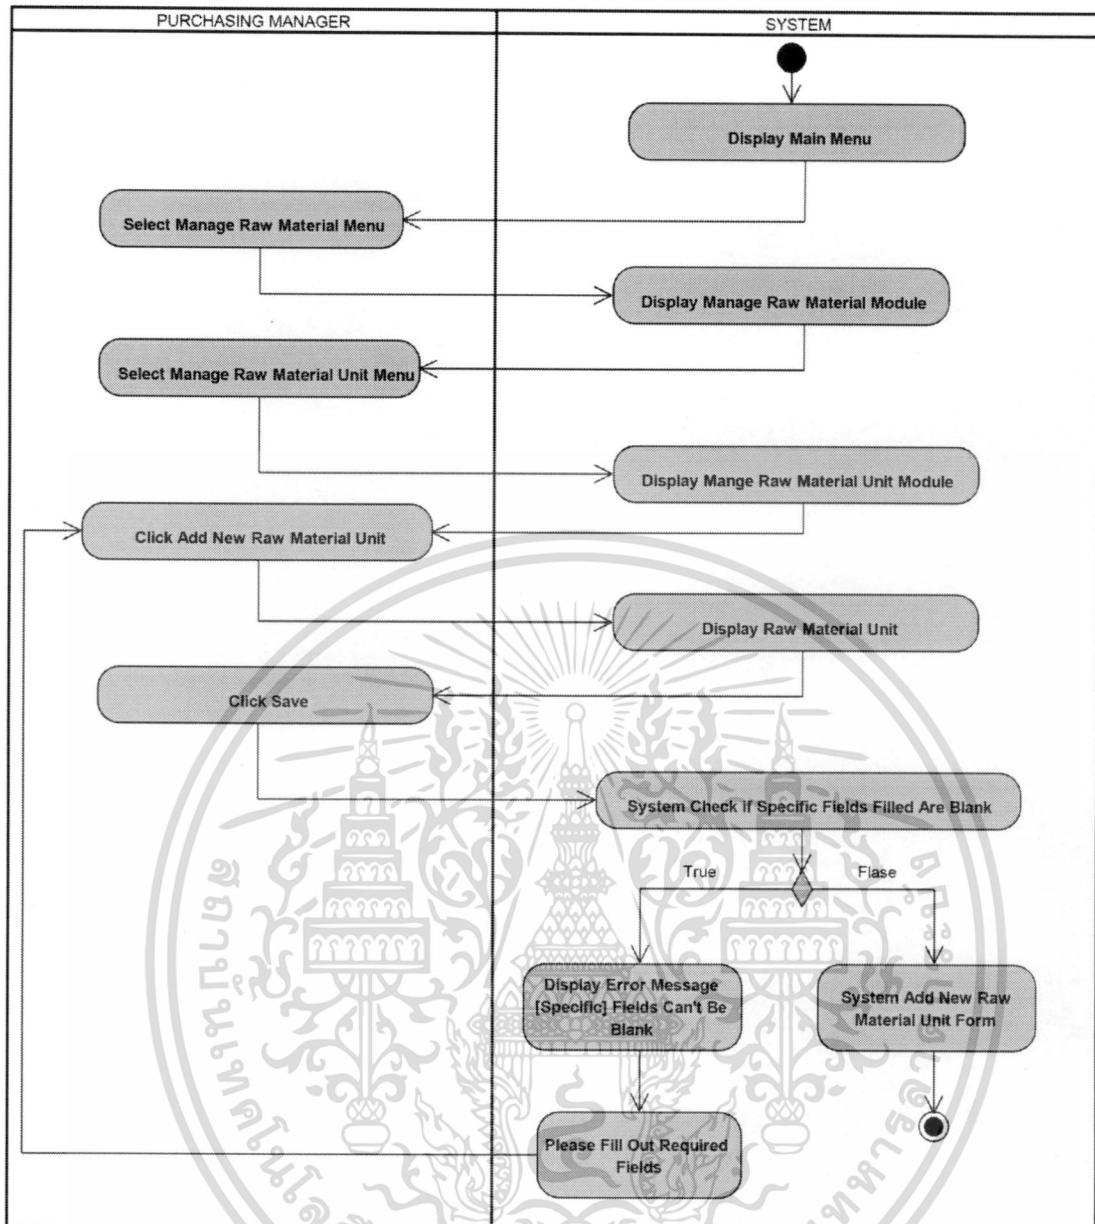 PURCHASING MANAGER
SYSTEM
Display Main Menu
Select Manage Raw Material Menu
Display Manage Raw Material Module
Select Manage Raw Material Unit Menu
Display Mange Raw Material Unit Module
Click Add New Raw Material Unit
Display Raw Material Unit
Click Save
System Check if Specific Fields Filled Are Blank
True
Flase
Display Error Message
[Specific] Fields Can't Be
Blank
System Add New Raw
Material Unit Form
Please Fill Out Required
Fields